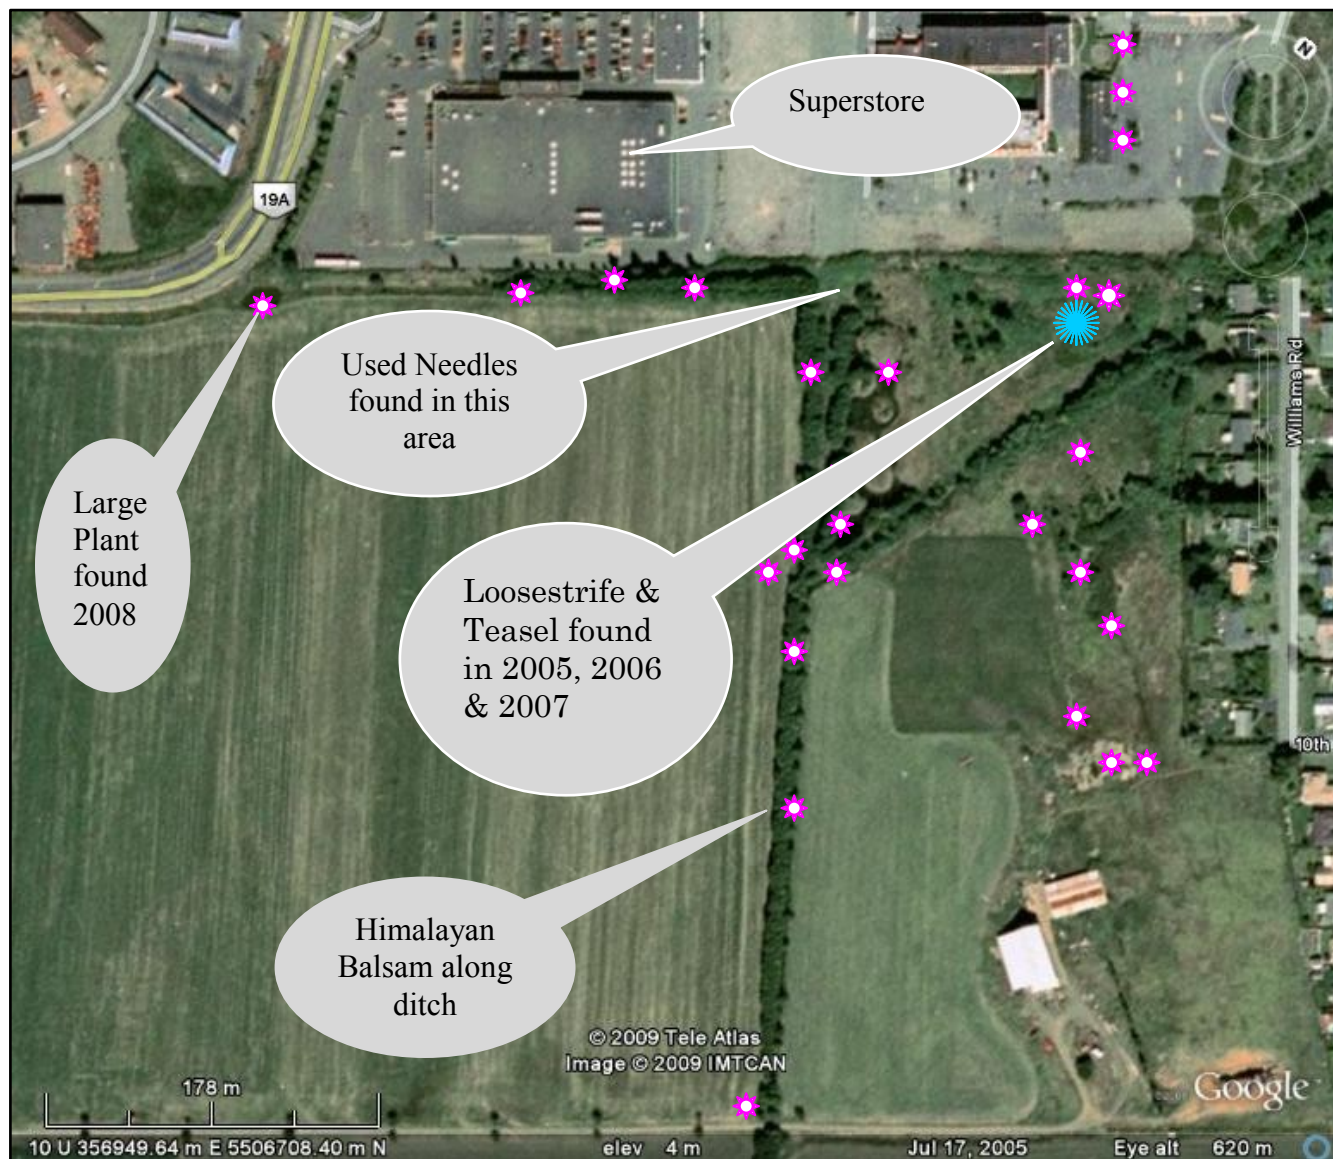 N
Superstore
19A
Used Needles
found in this
area
Williams Rd
Large
Plant
found
2008
Loosestrife &
Teasel found
in 2005, 2006
& 2007
10th
Himalayan
Balsam along
ditch
© 2009 Tele Atlas
Image © 2009 IMTCAN
178 m
Google
10 U 356949.64 m E 5506708.40 m N elev 4 m Jul 17, 2005 Eye alt 620 m